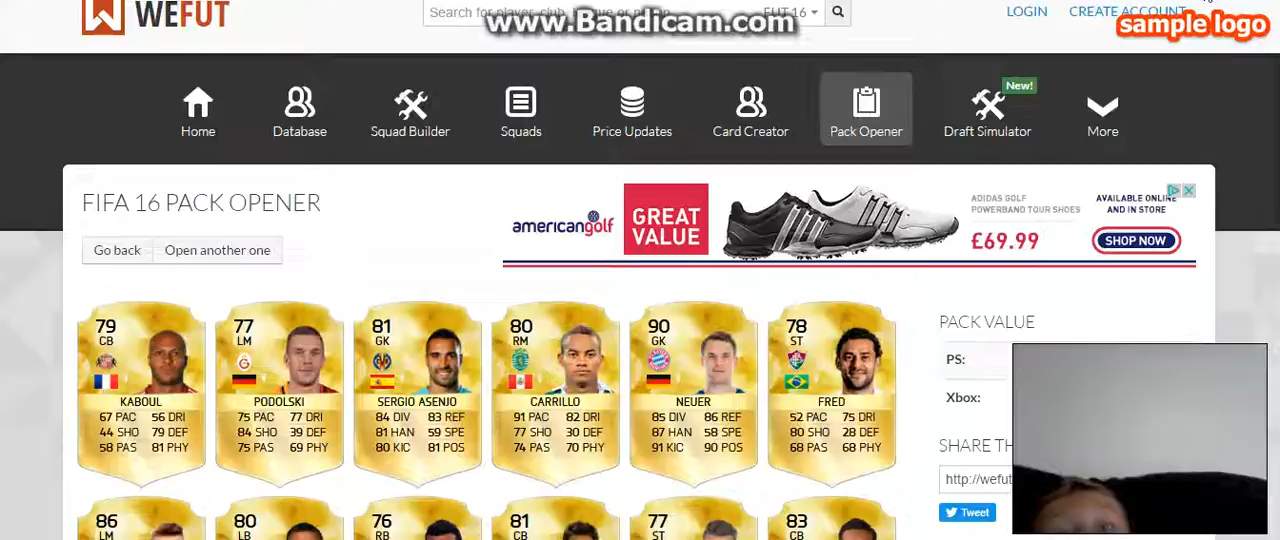 WEFUT
Search for player, club, league or nation
FUT 16
www.Bandicam.com
LOGIN
CREATE ACCOUNT
sample logo
Home
Database
Squad Builder
Squads
Price Updates
Card Creator
Pack Opener
New!
Draft Simulator
More
FIFA 16 PACK OPENER
Go back
Open another one
americangolf
GREAT
VALUE
ADIDAS GOLF
POWERBAND TOUR SHOES
£69.99
AVAILABLE ONLINE
AND IN STORE
SHOP NOW
79
CB
KABOUL
67 PAC 56 DRI
44 SHO 79 DEF
58 PAS 81 PHY
77
LM
PODOLSKI
75 PAC 77 DRI
84 SHO 39 DEF
75 PAS 69 PHY
81
GK
SERGIO ASENJO
84 DIV 83 REF
81 HAN 59 SPE
80 KIC 81 POS
80
RM
CARRILLO
91 PAC 82 DRI
77 SHO 30 DEF
74 PAS 70 PHY
90
GK
NEUER
85 DIV 86 REF
87 HAN 58 SPE
91 KIC 90 POS
78
ST
FRED
52 PAC 75 DRI
80 SHO 28 DEF
68 PAS 68 PHY
PACK VALUE
PS:
Xbox:
SHARE TH
http://wefut
Tweet
86
LM
80
LB
76
RB
81
CB
77
ST
83
CB